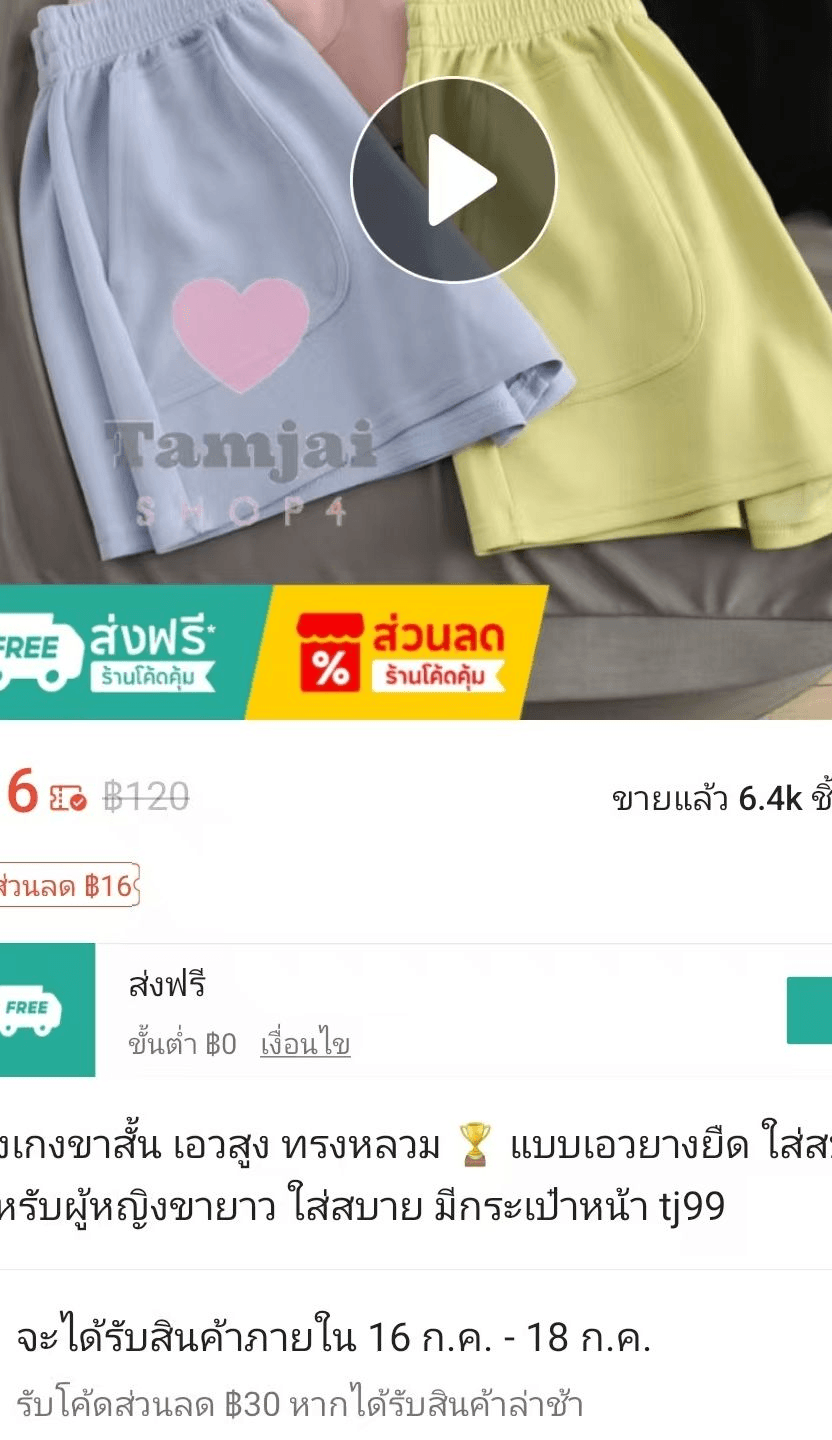 Tamjai
SHOP4
FREE
ส่งฟรี*
ร้านโค้ดคุ้ม
%
ส่วนลด
ร้านโค้ดคุ้ม
6 ฿120
ขายแล้ว 6.4k
ส่วนลด ฿16
FREE
ส่งฟรี
ขั้นต่ำ ฿0 เงื่อนไข
งเกงขาสั้น เอวสูง ทรงหลวม 🏆 แบบเอวยางยืด
หรับผู้หญิงขายาว ใส่สบาย มีกระเป๋าหน้า tj99
จะได้รับสินค้าภายใน 16 ก.ค. - 18 ก.ค.
รับโค้ดส่วนลด ฿30 หากได้รับสินค้าล่าช้า